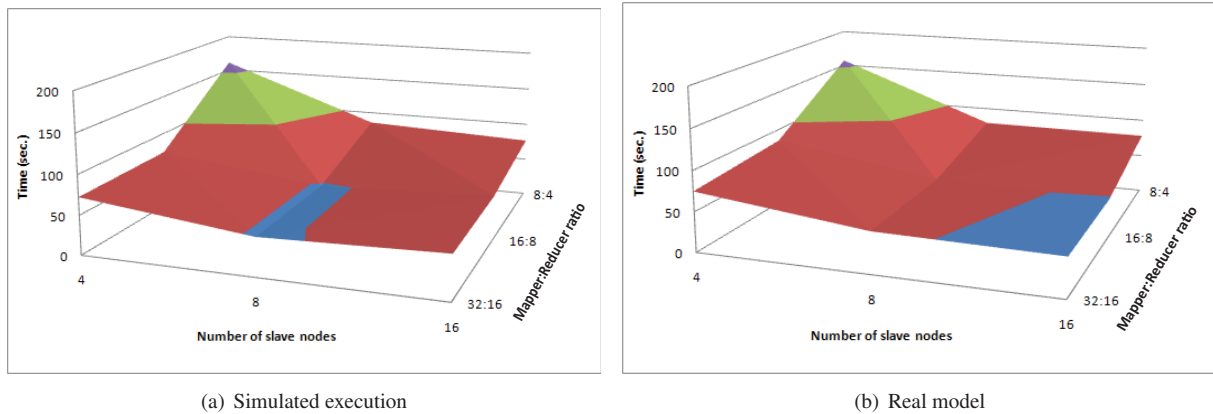 200
150
100
50
0
Time (sec.)
4
8
16
Number of slave nodes
8:4
16:8
32:16
Mapper:Reducer ratio
(a) Simulated execution
200
150
100
50
0
Time (sec.)
4
8
16
Number of slave nodes
8:4
16:8
32:16
Mapper:Reducer ratio
(b) Real model